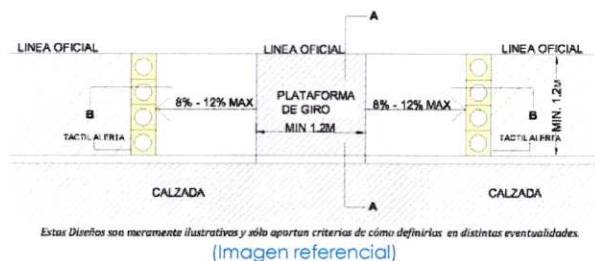 A
LINEA OFICIAL LINEA OFICIAL LINEA OFICIAL
8% - 12% MAX PLATAFORMA DE GIRO 8% - 12% MAX
B B
MIN 1.2M
MIN. 1.2M
TACTIL ALERTA TACTIL ALERTA
CALZADA CALZADA
A
Estos Diseños son meramente ilustrativos y sólo aportan criterios de cómo definirlas en distintas eventualidades.
(Imagen referencial)